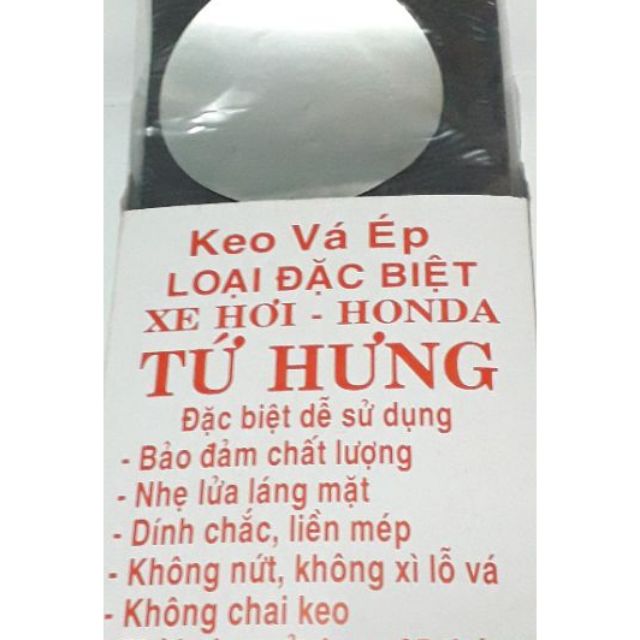 Keo Vá Ép
LOẠI ĐẶC BIỆT
XE HƠI - HONDA
TỨ HƯNG
Đặc biệt dễ sử dụng
- Bảo đảm chất lượng
- Nhẹ lửa láng mặt
- Dính chắc, liền mép
- Không nứt, không xì lỗ vá
- Không chai keo